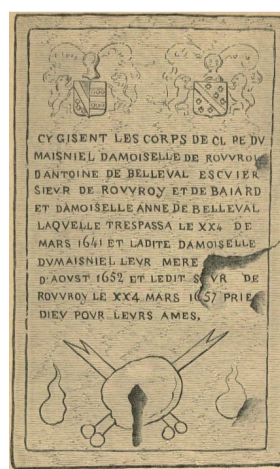 CY GISENT LES CORPS DE CL PE DV
MAISNIEL DAMOISELLE DE ROVVROY
D'ANTOINE DE BELLEVAL ESCVIER
SIEVR DE ROVVROY ET DE BAIARD
ET DAMOISELLE ANNE DE BELLEVAL
LAQVELLE TRESPASSA LE XX4 DE
MARS 1641 ET LADITE DAMOISELLE
DVMAISNIEL LEVR MERE
D'AOVST 1652 ET LEDIT S VR DE
ROVVROY LE XX4 MARS 1657 PRIE
DIEV POVR LEVRS AMES,